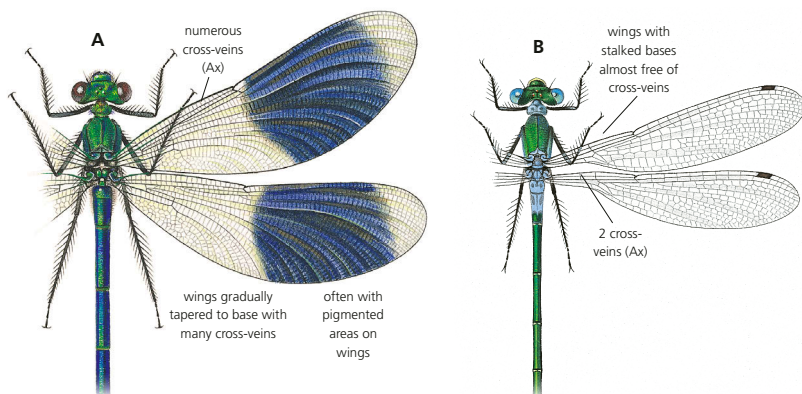 A
numerous
cross-veins
(Ax)
wings gradually
tapered to base with
many cross-veins
often with
pigmented
areas on
wings
B
wings with
stalked bases
almost free of
cross-veins
2 cross-
veins (Ax)